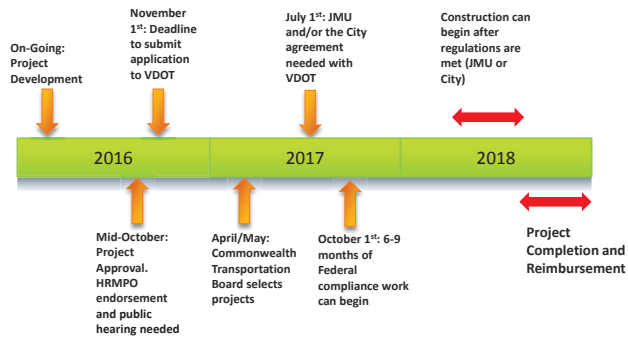 On-Going:
Project
Development
November
1st: Deadline
to submit
application
to VDOT
July 1st: JMU
and/or the City
agreement
needed with
VDOT
Construction can
begin after
regulations are
met (JMU or
City)
2016
2017
2018
Mid-October:
Project
Approval.
HRMPO
endorsement
and public
hearing needed
April/May:
Commonwealth
Transportation
Board selects
projects
October 1st: 6-9
months of
Federal
compliance work
can begin
Project
Completion and
Reimbursement